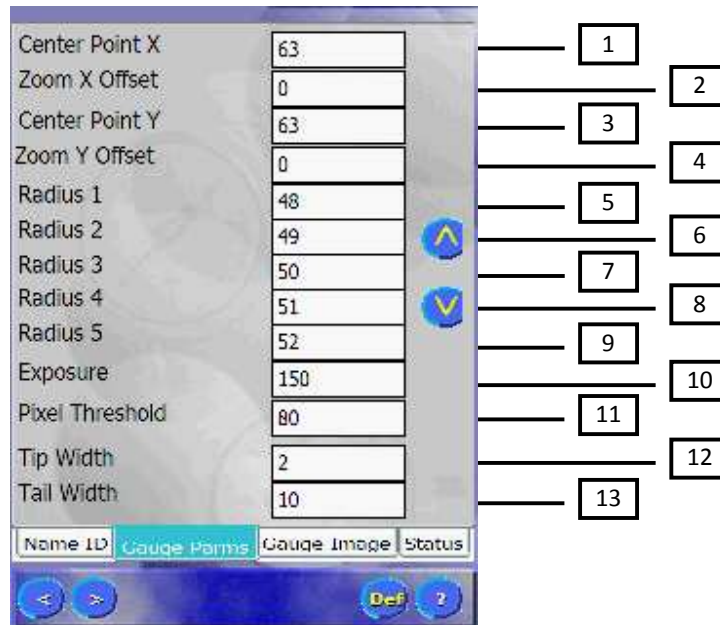 Center Point X 63 1
Zoom X Offset 0 2
Center Point Y 63 3
Zoom Y Offset 0 4
Radius 1 48 5
Radius 2 49 6
Radius 3 50 7
Radius 4 51 8
Radius 5 52 9
Exposure 150 10
Pixel Threshold 80 11
Tip Width 2 12
Tail Width 10 13
Name ID Gauge Parms Gauge Image Status
< > Def ?